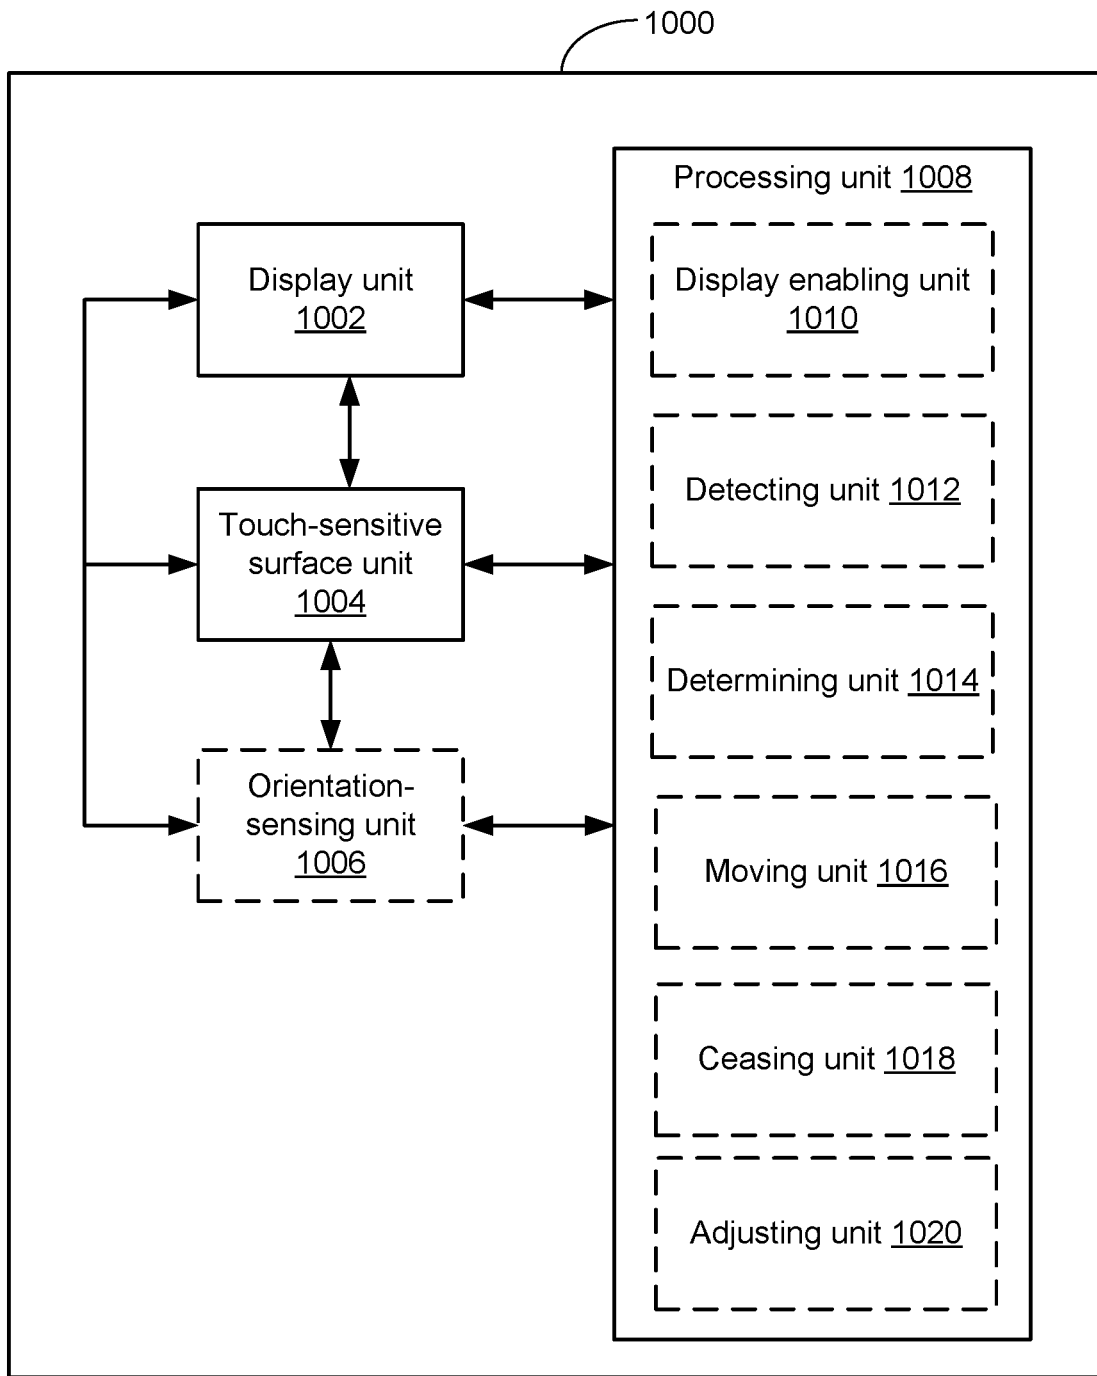 1000
Processing unit 1008
Display unit
1002
Display enabling unit
1010
Touch-sensitive
surface unit
1004
Detecting unit 1012
Determining unit 1014
Orientation-
sensing unit
1006
Moving unit 1016
Ceasing unit 1018
Adjusting unit 1020